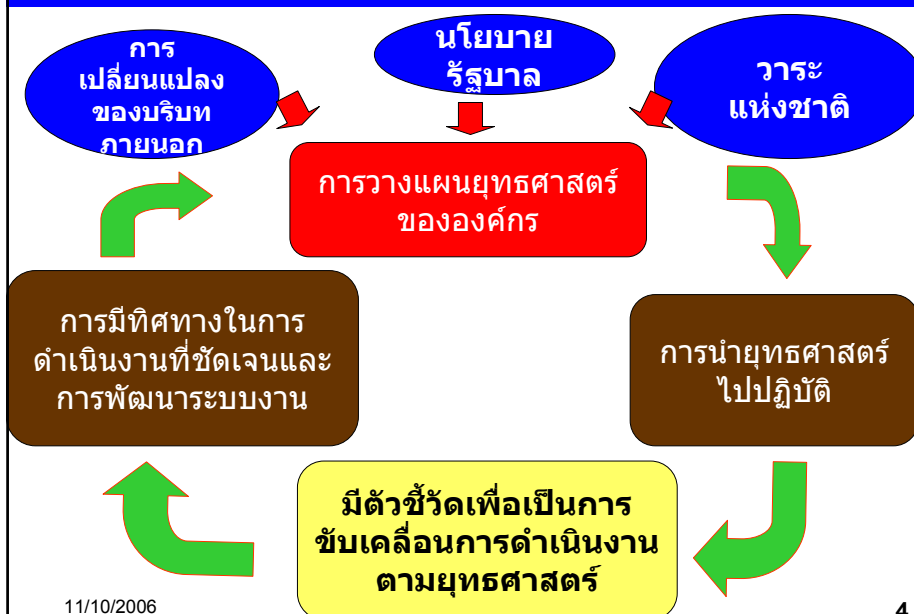 การ
เปลี่ยนแปลง
ของบริบท
ภายนอก
นโยบาย
รัฐบาล
วาระ
แห่งชาติ
การวางแผนยุทธศาสตร์
ขององค์กร
การมีทิศทางในการ
ดำเนินงานที่ชัดเจนและ
การพัฒนาระบบงาน
การนำยุทธศาสตร์
ไปปฏิบัติ
มีตัวชี้วัดเพื่อเป็นการ
ขับเคลื่อนการดำเนินงาน
ตามยุทธศาสตร์
11/10/2006
4